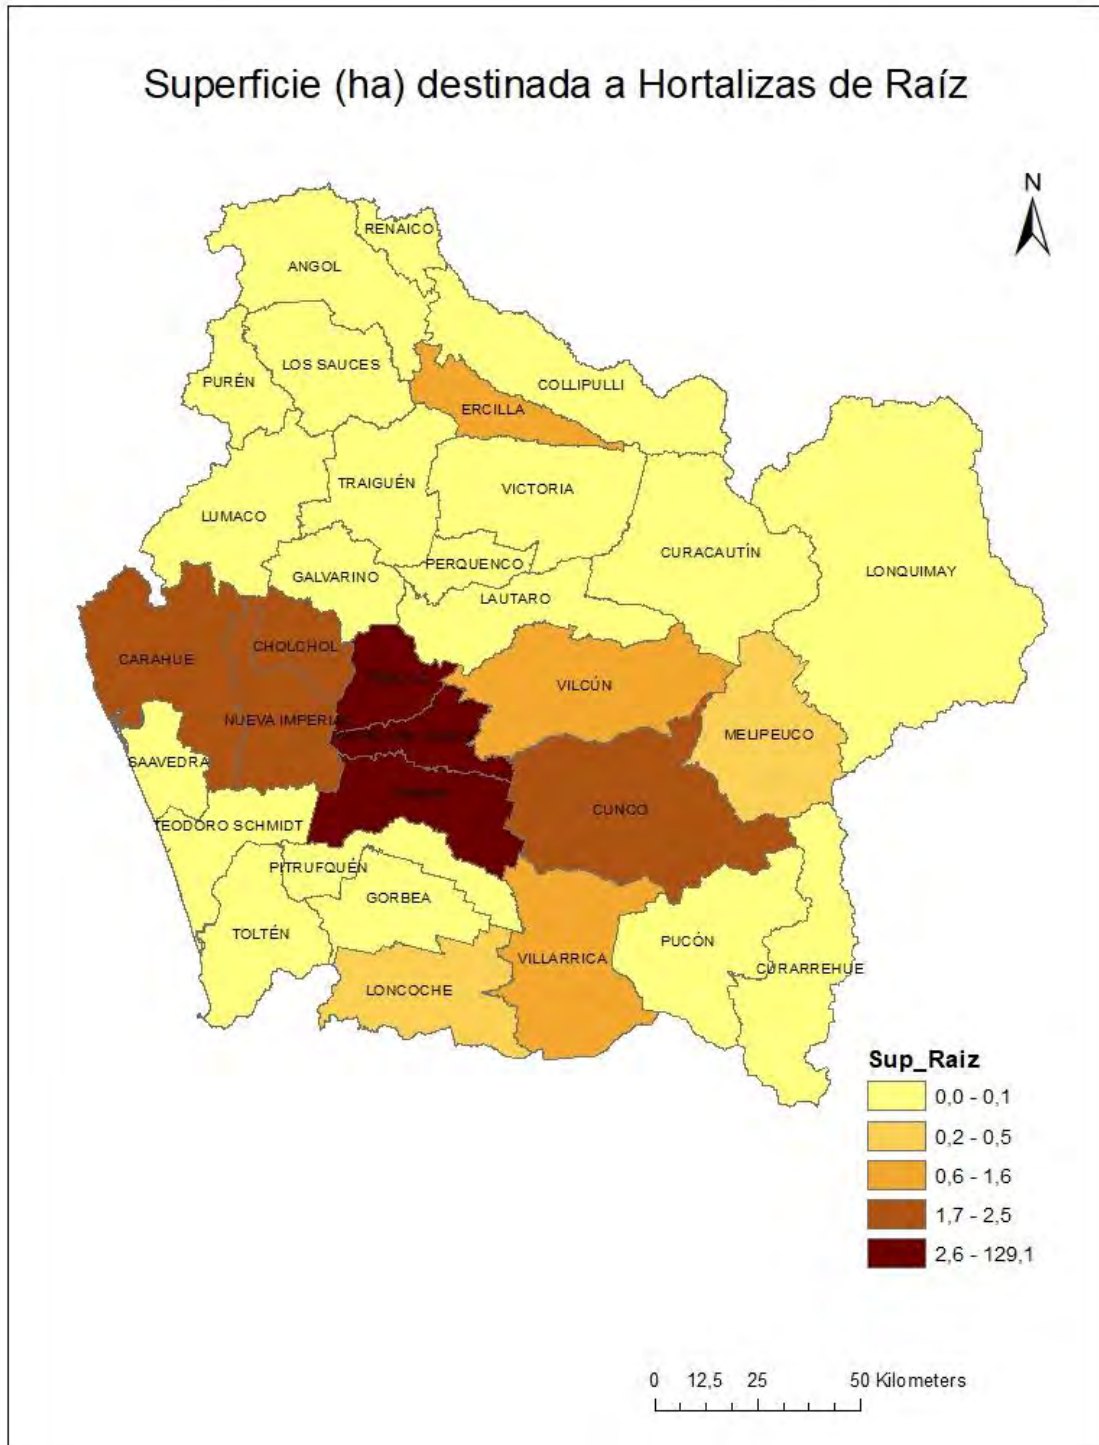 Superficie (ha) destinada a Hortalizas de Raíz
N
RENAICO
ANGOL
LOS SAUCES
PURÉN
COLLIPULLI
ERCILLA
TRAIGUÉN
VICTORIA
LUMACO
CURACAUTÍN
PERQUENCO
LONQUIMAY
GALVARINO
LAUTARO
CHOLCHOL
CARAHUE
VILCÚN
NUEVA IMPERIA
MELIPEUCO
SAAVEDRA
CUNCO
TEODORO SCHMIDT
PITRUFQUÉN
GORBEA
TOLTÉN
PUCÓN
VILLARRICA
CURARREHUE
LONCOCHE
Sup_Raiz
0,0 - 0,1
0,2 - 0,5
0,6 - 1,6
1,7 - 2,5
2,6 - 129,1
0 12,5 25 50 Kilometers